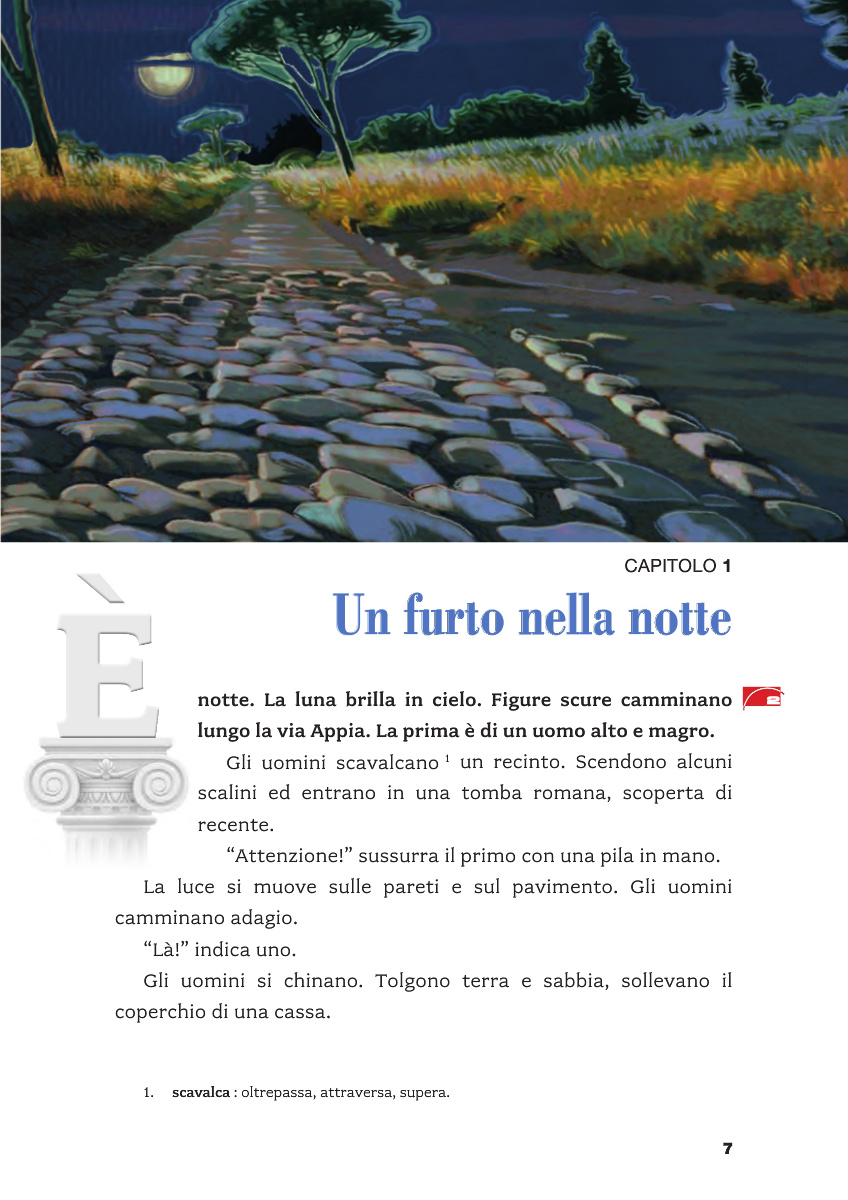 CAPITOLO 1
Un furto nella notte
È
notte. La luna brilla in cielo. Figure scure camminano
2
lungo la via Appia. La prima è di un uomo alto e magro.
Gli uomini scavalcano 1 un recinto. Scendono alcuni
scalini ed entrano in una tomba romana, scoperta di
recente.
“Attenzione!” sussurra il primo con una pila in mano.
La luce si muove sulle pareti e sul pavimento. Gli uomini
camminano adagio.
“Là!” indica uno.
Gli uomini si chinano. Tolgono terra e sabbia, sollevano il
coperchio di una cassa.
1. scavalca : oltrepassa, attraversa, supera.
7